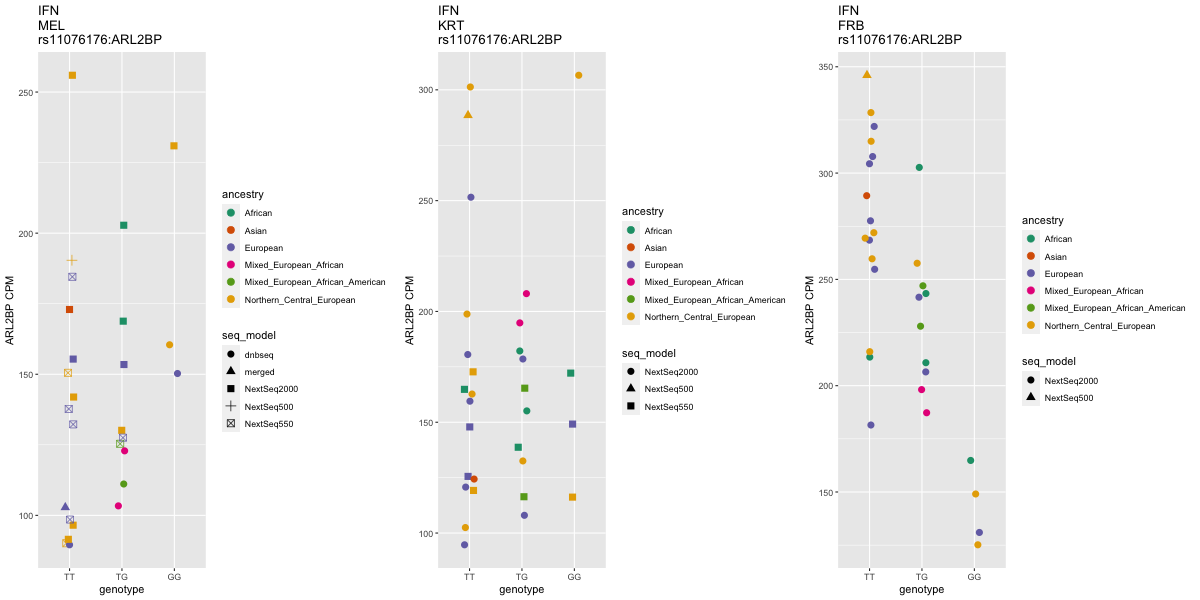 IFN
MEL
rs11076176:ARL2BP
ARL2BP CPM
250
200
150
100
TT
TG
GG
genotype
ancestry
African
Asian
European
Mixed_European_African
Mixed_European_African_American
Northern_Central_European
seq_model
dnbseq
merged
NextSeq2000
NextSeq500
NextSeq550
IFN
KRT
rs11076176:ARL2BP
ARL2BP CPM
300
250
200
150
100
TT
TG
GG
genotype
ancestry
African
Asian
European
Mixed_European_African
Mixed_European_African_American
Northern_Central_European
seq_model
NextSeq2000
NextSeq500
NextSeq550
IFN
FRB
rs11076176:ARL2BP
ARL2BP CPM
350
300
250
200
150
TT
TG
GG
genotype
ancestry
African
Asian
European
Mixed_European_African
Mixed_European_African_American
Northern_Central_European
seq_model
NextSeq2000
NextSeq500